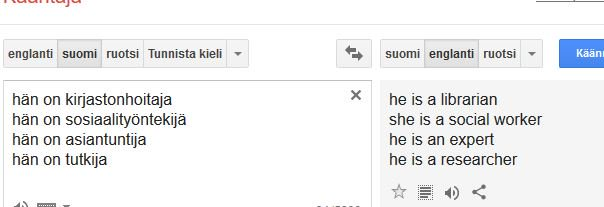 Kääntäjä
englanti suomi ruotsi Tunnista kieli suomi englanti ruotsi
hän on kirjastonhoitaja
hän on sosiaalityöntekijä
hän on asiantuntija
hän on tutkija
he is a librarian
she is a social worker
he is an expert
he is a researcher